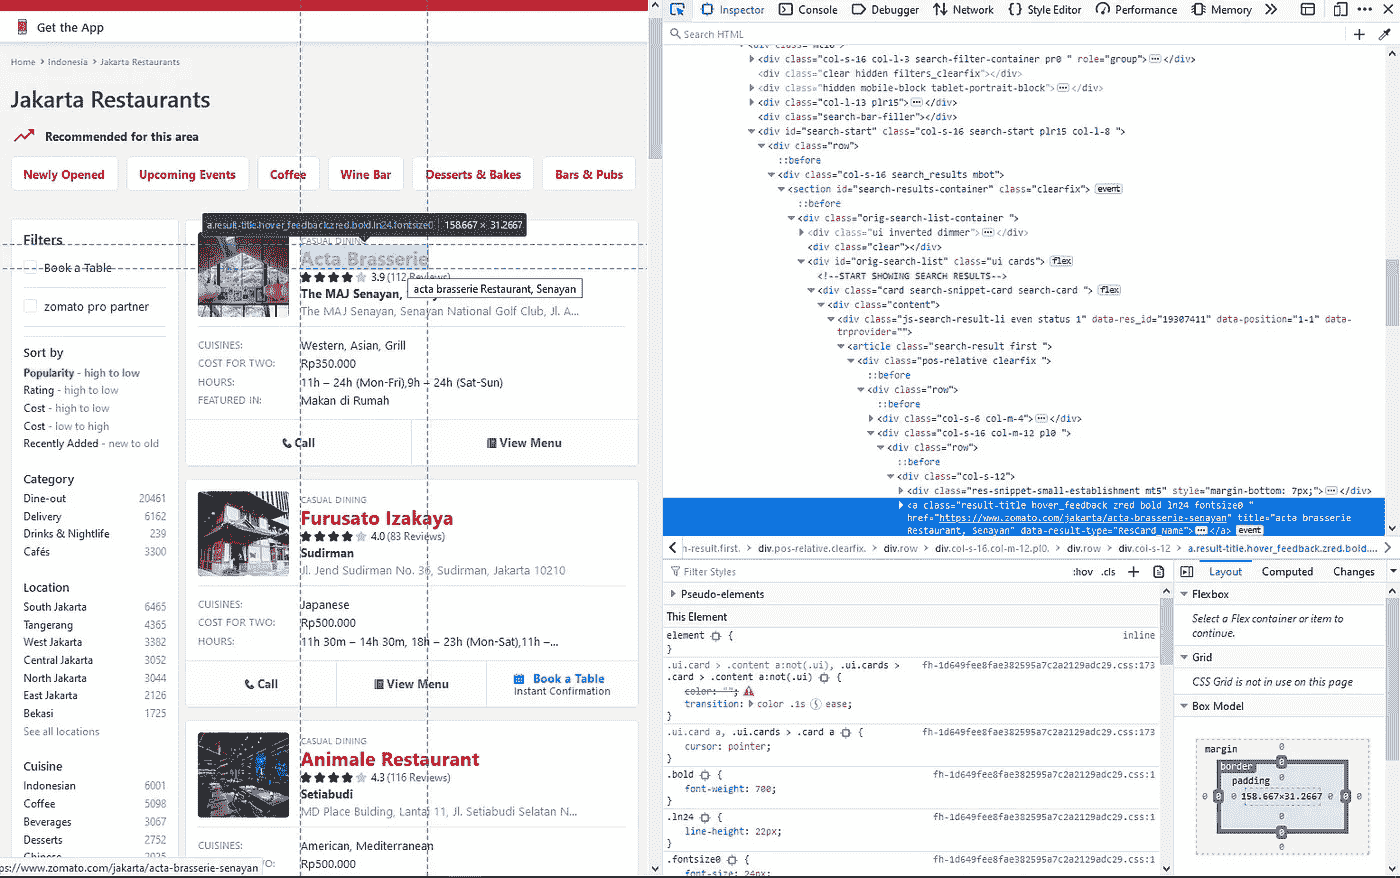 Get the App
Home > Indonesia > Jakarta Restaurants
Jakarta Restaurants
Recommended for this area
Newly Opened
Upcoming Events
Coffee
Wine Bar
Desserts & Bakes
Bars & Pubs
Filters
Book a Table
zomato pro partner
Sort by
Popularity - high to low
Rating - high to low
Cost - high to low
Cost - low to high
Recently Added - new to old
Category
Dine-out 20461
Delivery 6162
Drinks & Nightlife 239
Cafés 3300
Location
South Jakarta 6465
Tangerang 4365
West Jakarta 3382
Central Jakarta 3052
North Jakarta 3044
East Jakarta 2126
Bekasi 1725
See all locations
Cuisine
Indonesian 6001
Coffee 5098
Beverages 3067
Desserts 2752
Chinese 2025
ps://www.zomato.com/jakarta/acta-brasserie-senayan
a.result-title.hover_feedback.zred.bold.ln24.fontsize0 158.667 × 31.2667
CASUAL DINING
Acta Brasserie
3.9 (112 Reviews)
acta brasserie Restaurant, Senayan
The MAJ Senayan,
The MAJ Senayan, Senayan National Golf Club, Jl. A...
CUISINES: Western, Asian, Grill
COST FOR TWO: Rp350.000
HOURS: 11h – 24h (Mon-Fri),9h – 24h (Sat-Sun)
FEATURED IN: Makan di Rumah
Call
View Menu
CASUAL DINING
Furusato Izakaya
4.0 (83 Reviews)
Sudirman
Jl. Jend Sudirman No. 36, Sudirman, Jakarta 10210
CUISINES: Japanese
COST FOR TWO: Rp500.000
HOURS: 11h 30m – 14h 30m, 18h – 23h (Mon-Sat),11h –...
Call
View Menu
Book a Table
Instant Confirmation
CASUAL DINING
Animale Restaurant
4.3 (116 Reviews)
Setiabudi
MD Place Bulding, Lantai 11, Jl. Setiabudi Selatan N...
CUISINES: American, Mediterranean
COST FOR TWO: Rp500.000
Inspector Console Debugger Network Style Editor Performance Memory
Search HTML
<div class="col-s-16 col-l-3 search-filter-container pr0 " role="group"></div>
<div class="clear hidden filters_clearfix"></div>
<div class="hidden mobile-block tablet-portrait-block"></div>
<div class="col-l-13 plr15"></div>
<div class="search-bar-filler"></div>
<div id="search-start" class="col-s-16 search-start plr15 col-l-8 ">
<div class="row">
::before
<div class="col-s-16 search_results mbot">
<section id="search-results-container" class="clearfix"> event
::before
<div class="orig-search-list-container ">
<div class="ui inverted dimmer"></div>
<div class="clear"></div>
<div id="orig-search-list" class="ui cards"> flex
<!--START SHOWING SEARCH RESULTS-->
<div class="card search-snippet-card search-card "> flex
<div class="content">
<div class="js-search-result-li even status 1" data-res_id="19307411" data-position="1-1" data-
trprovider="">
<article class="search-result first ">
<div class="pos-relative clearfix ">
::before
<div class="row">
::before
<div class="col-s-6 col-m-4"></div>
<div class="col-s-16 col-m-12 pl0 ">
<div class="row">
::before
<div class="col-s-12">
<div class="res-snippet-small-establishment mt5" style="margin-bottom: 7px;"></div>
<a class="result-title hover_feedback zred bold ln24 fontsize0 "
href="https://www.zomato.com/jakarta/acta-brasserie-senayan" title="acta brasserie
Restaurant, Senayan" data-result-type="ResCard_Name"></a> event
n-result.first. > div.pos-relative.clearfix. > div.row > div.col-s-16.col-m-12.pl0. > div.row > div.col-s-12 > a.result-title.hover_feedback.zred.bold....
Filter Styles
:hov .cls
Pseudo-elements
This Element
element { inline
}
.ui.card > .content a:not(.ui), .ui.cards > fh-1d649fee8fae382595a7c2a2129adc29.css:173
.card > .content a:not(.ui) {
color: "";
transition: color .1s ease;
}
.ui.card a, .ui.cards > .card a { fh-1d649fee8fae382595a7c2a2129adc29.css:173
cursor: pointer;
}
.bold { fh-1d649fee8fae382595a7c2a2129adc29.css:1
font-weight: 700;
}
.ln24 { fh-1d649fee8fae382595a7c2a2129adc29.css:1
line-height: 22px;
}
.fontsize0 { fh-1d649fee8fae382595a7c2a2129adc29.css:1
font-size: 24px;
Layout Computed Changes
Flexbox
Select a Flex container or item to
continue.
Grid
CSS Grid is not in use on this page
Box Model
margin 0
border 0
padding 0
0 0 0 158.667×31.2667 0 0 0
0
0
0